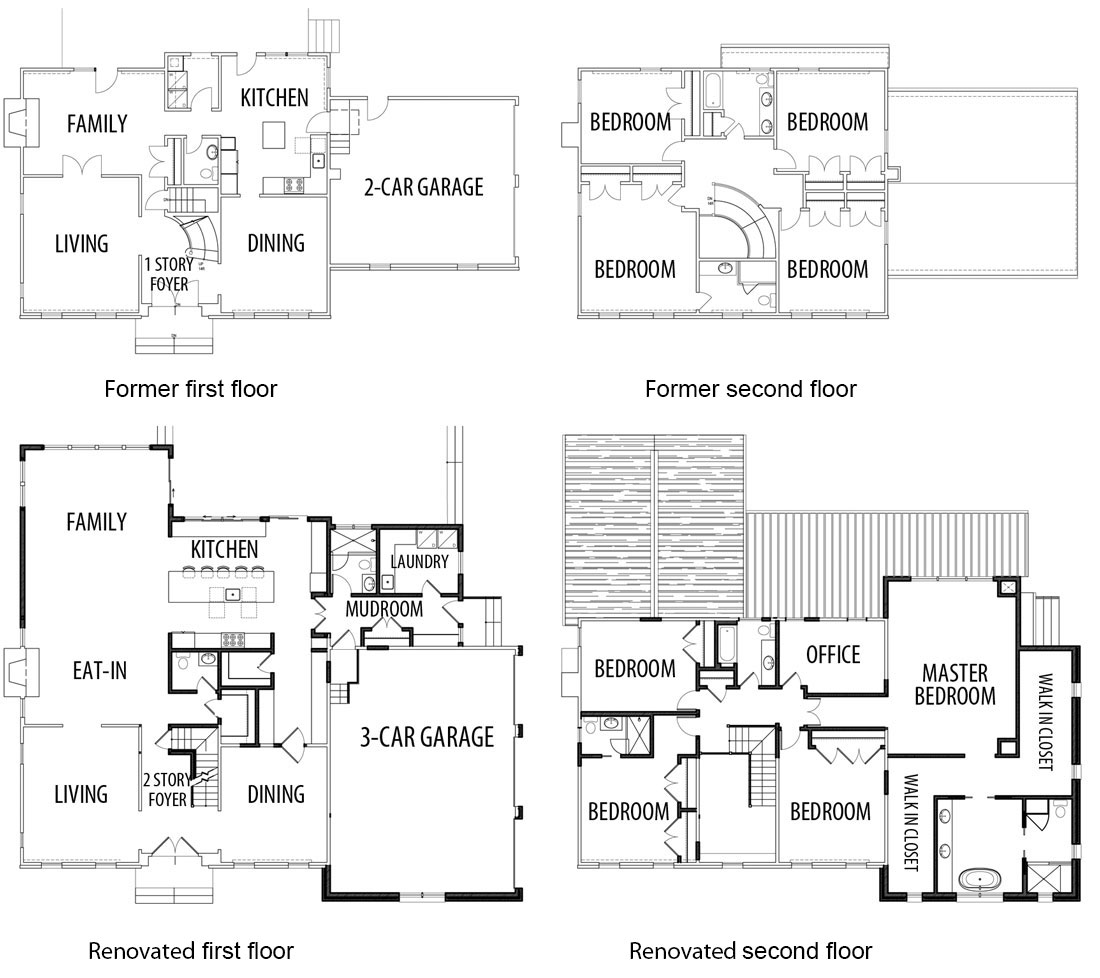 KITCHEN
FAMILY
2-CAR GARAGE
LIVING
DINING
1 STORY
FOYER
UP
DN
BEDROOM
BEDROOM
BEDROOM
BEDROOM
Former first floor
Former second floor
FAMILY
KITCHEN
LAUNDRY
MUDROOM
EAT-IN
3-CAR GARAGE
LIVING
2 STORY
FOYER
DINING
BEDROOM
OFFICE
MASTER
BEDROOM
WALK IN CLOSET
BEDROOM
BEDROOM
WALK IN CLOSET
Renovated first floor
Renovated second floor